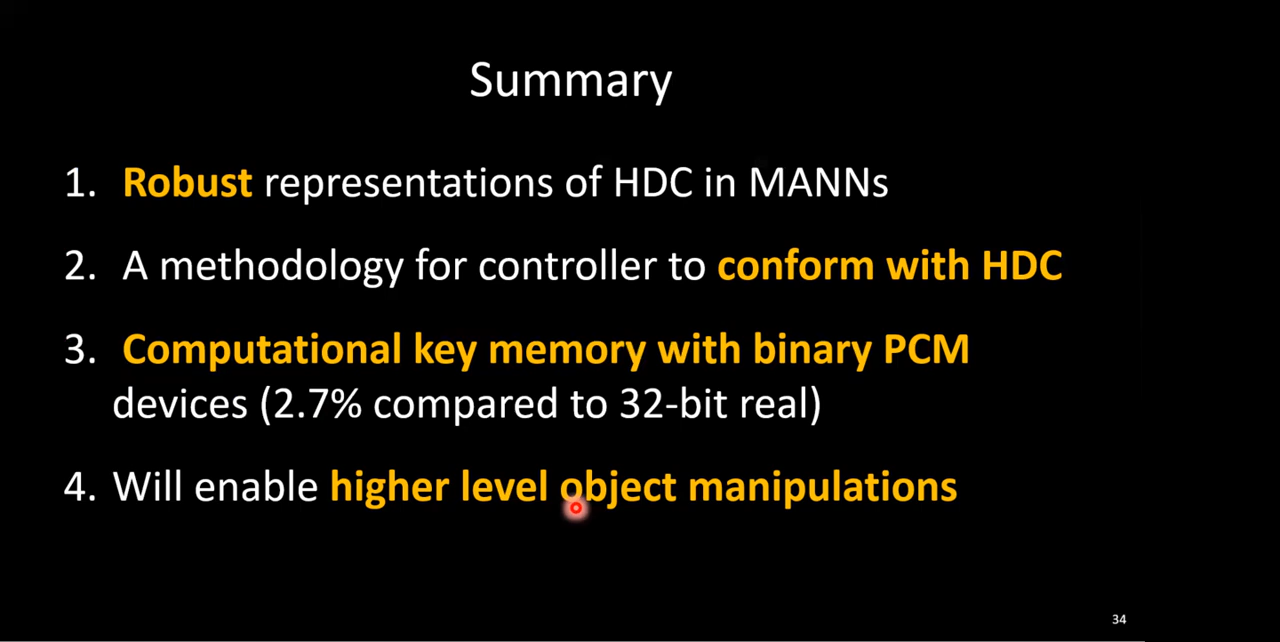 Summary
1. Robust representations of HDC in MANNs
2. A methodology for controller to conform with HDC
3. Computational key memory with binary PCM
devices (2.7% compared to 32-bit real)
4. Will enable higher level object manipulations
34